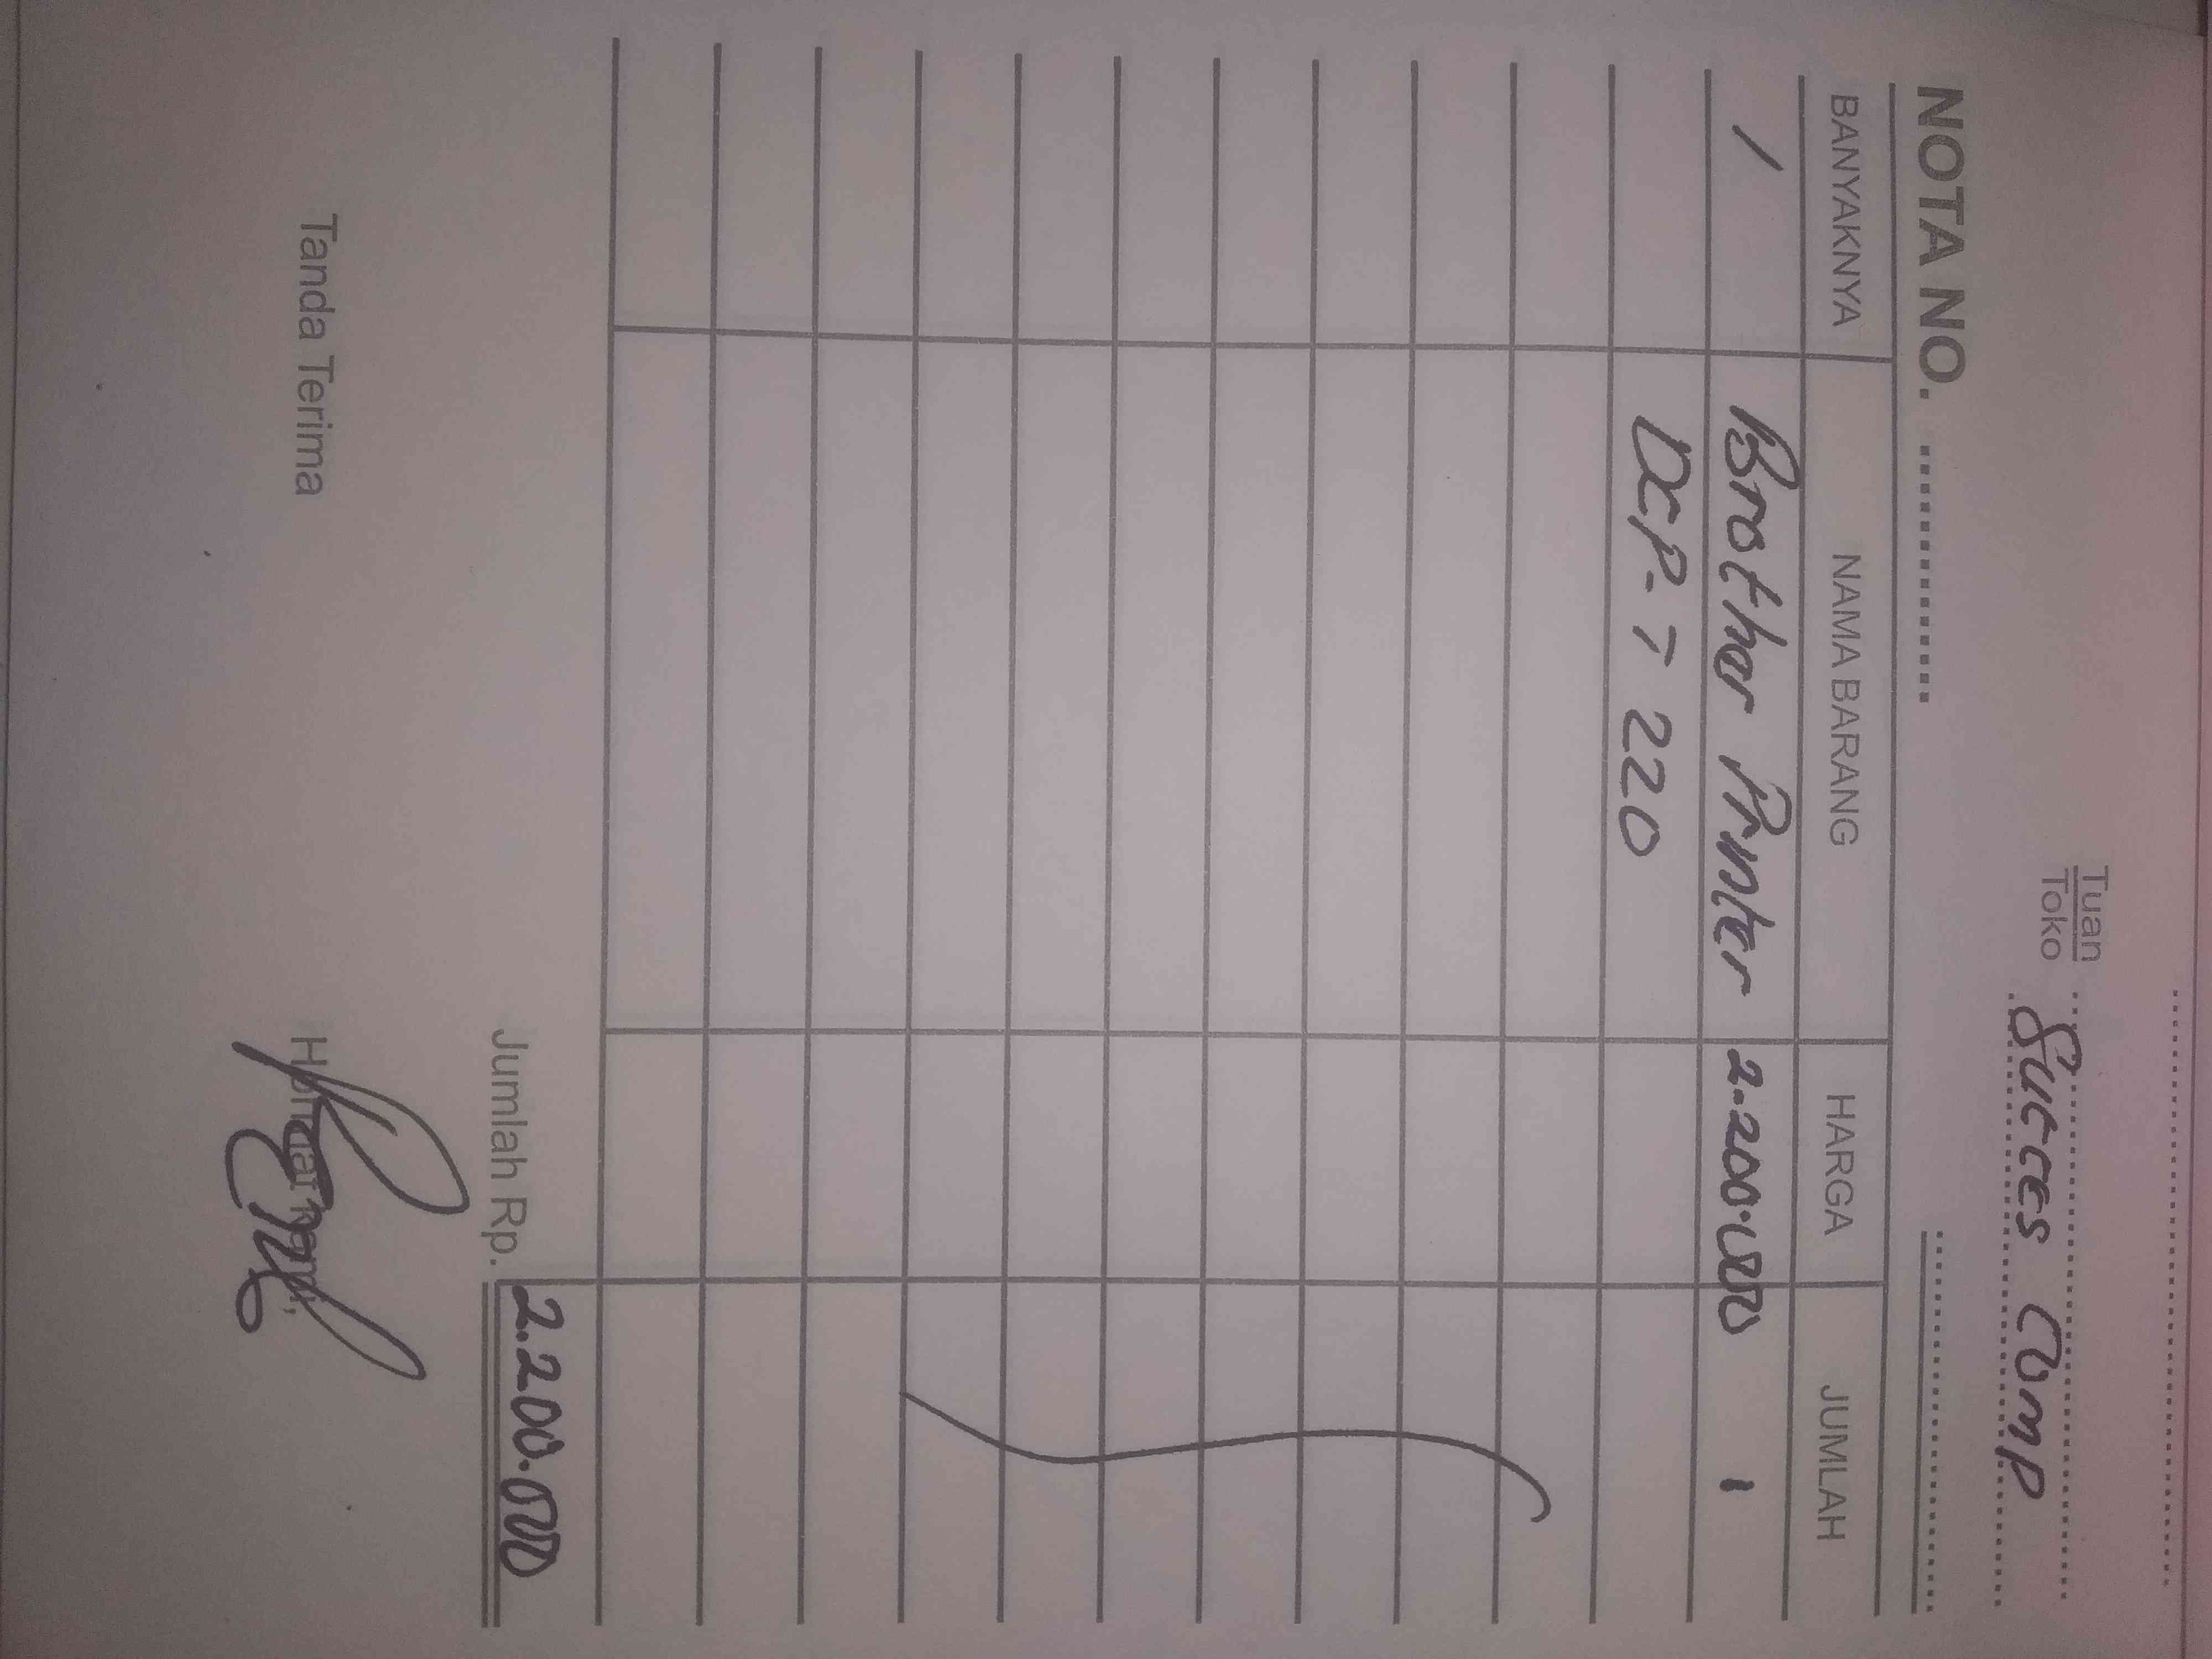 Tuan
Toko Succes Comp
NOTA NO.
BANYAKNYA NAMA BARANG HARGA JUMLAH
1 Brother Printer 2.200.000 1
DCP-T220
Jumlah Rp. 2.200.000
Tanda Terima Hormat Kami,